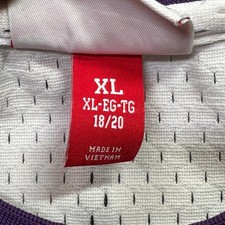 XL
XL-EG-TG
18/20
MADE IN
VIETNAM